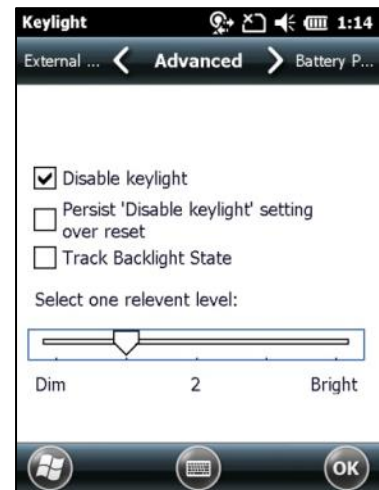 Keylight 1:14
External ... Advanced Battery P...
Disable keylight
Persist 'Disable keylight' setting
over reset
Track Backlight State
Select one relevent level:
Dim 2 Bright
OK